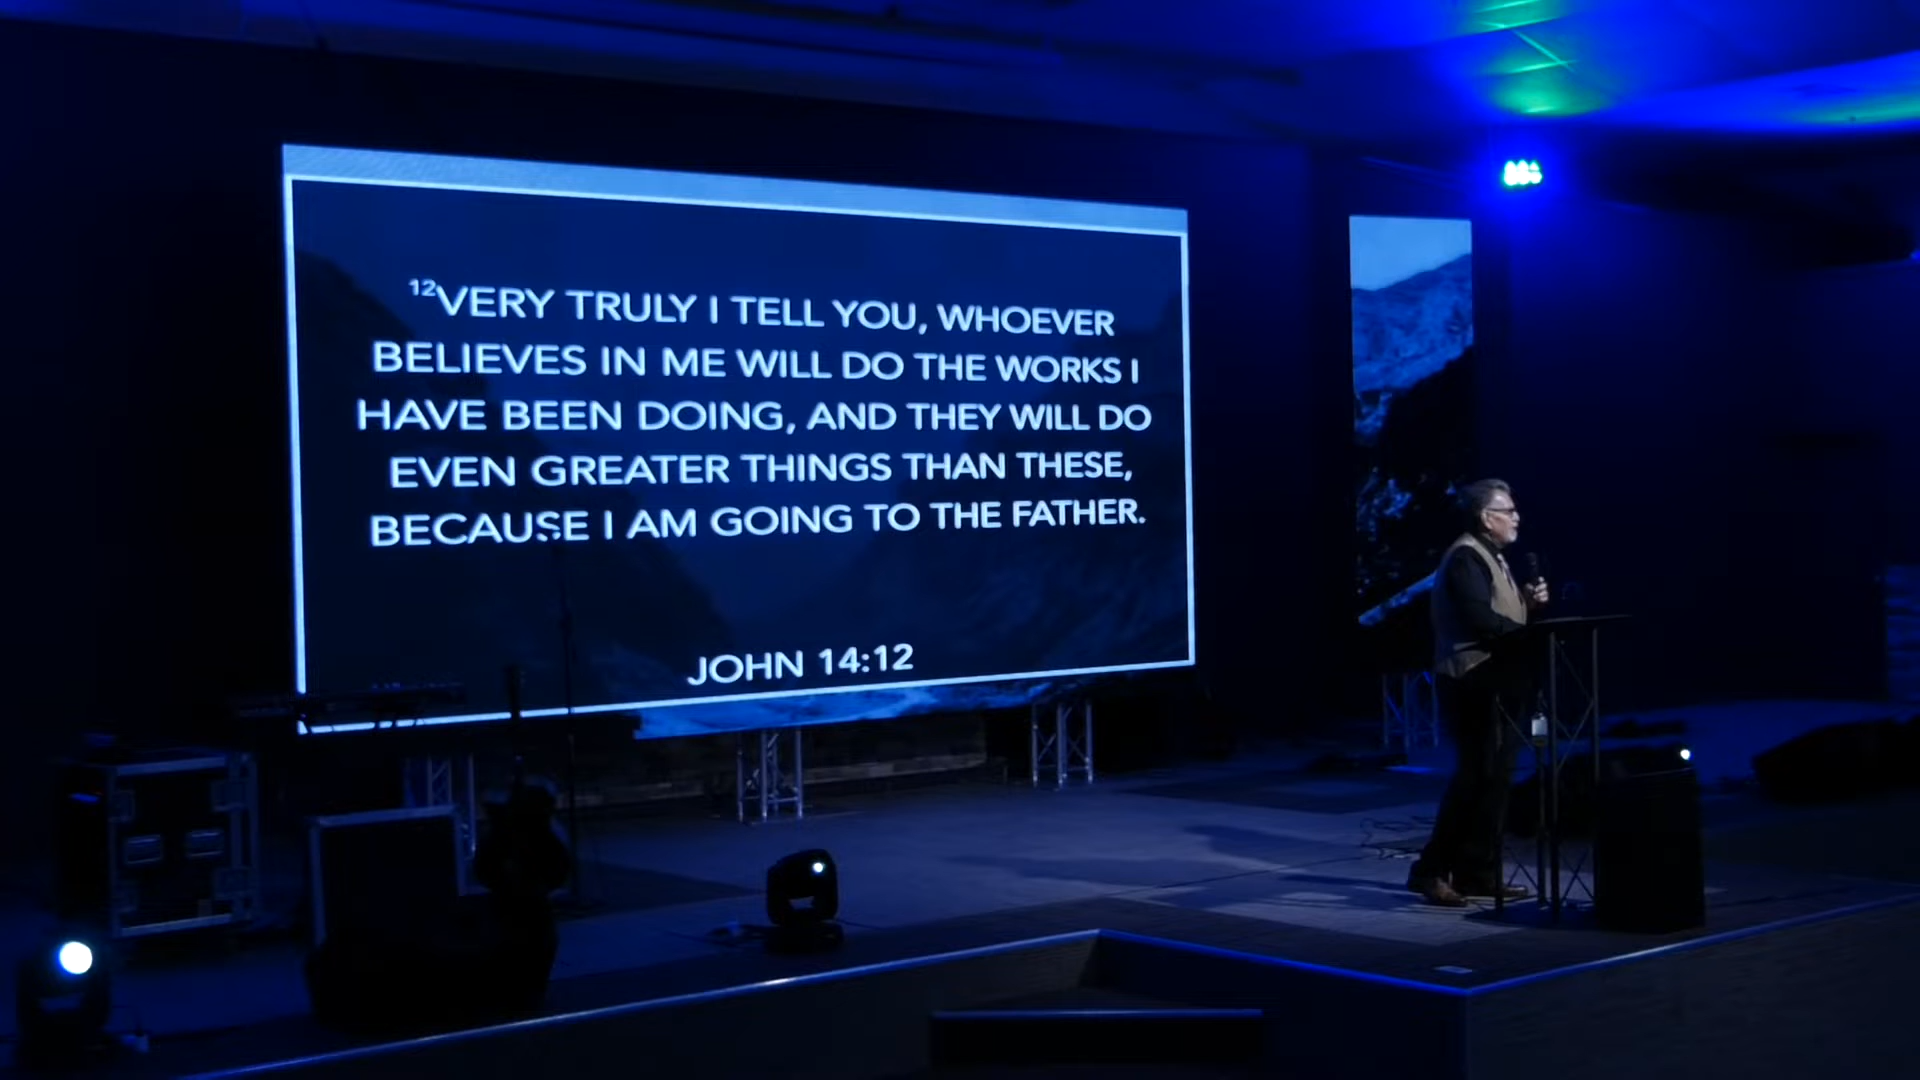 12VERY TRULY I TELL YOU, WHOEVER
BELIEVES IN ME WILL DO THE WORKS I
HAVE BEEN DOING, AND THEY WILL DO
EVEN GREATER THINGS THAN THESE,
BECAUSE I AM GOING TO THE FATHER.
JOHN 14:12